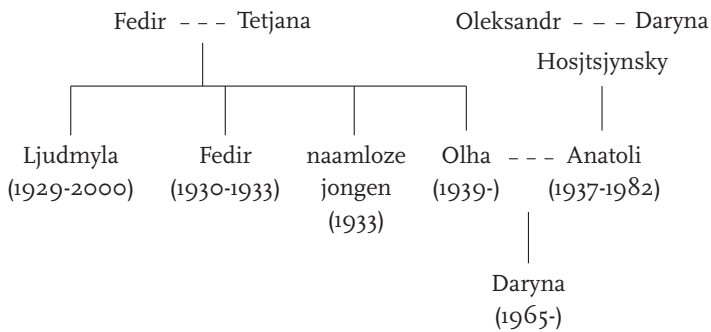 Fedir – – – Tetjana Oleksandr – – – Daryna
Hosjtsjynsky
Ljudmyla Fedir naamloze Olha – – – Anatoli
(1929-2000) (1930-1933) jongen (1939-) (1937-1982)
(1933)
Daryna
(1965-)